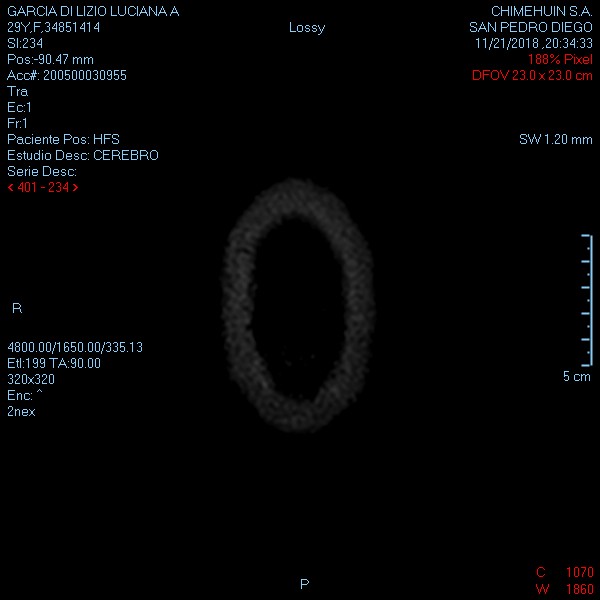 GARCIA DI LIZIO LUCIANA A
29Y,F,34851414
Sl:234
Pos:-90.47 mm
Acc#: 200500030955
Tra
Ec:1
Fr:1
Paciente Pos: HFS
Estudio Desc: CEREBRO
Serie Desc:
< 401 - 234 >
Lossy
CHIMEHUIN S.A.
SAN PEDRO DIEGO
11/21/2018 ,20:34:33
188% Pixel
DFOV 23.0 x 23.0 cm
SW 1.20 mm
R
4800.00/1650.00/335.13
Etl:199 TA:90.00
320x320
Enc: ^
2nex
5 cm
P
C 1070
W 1860